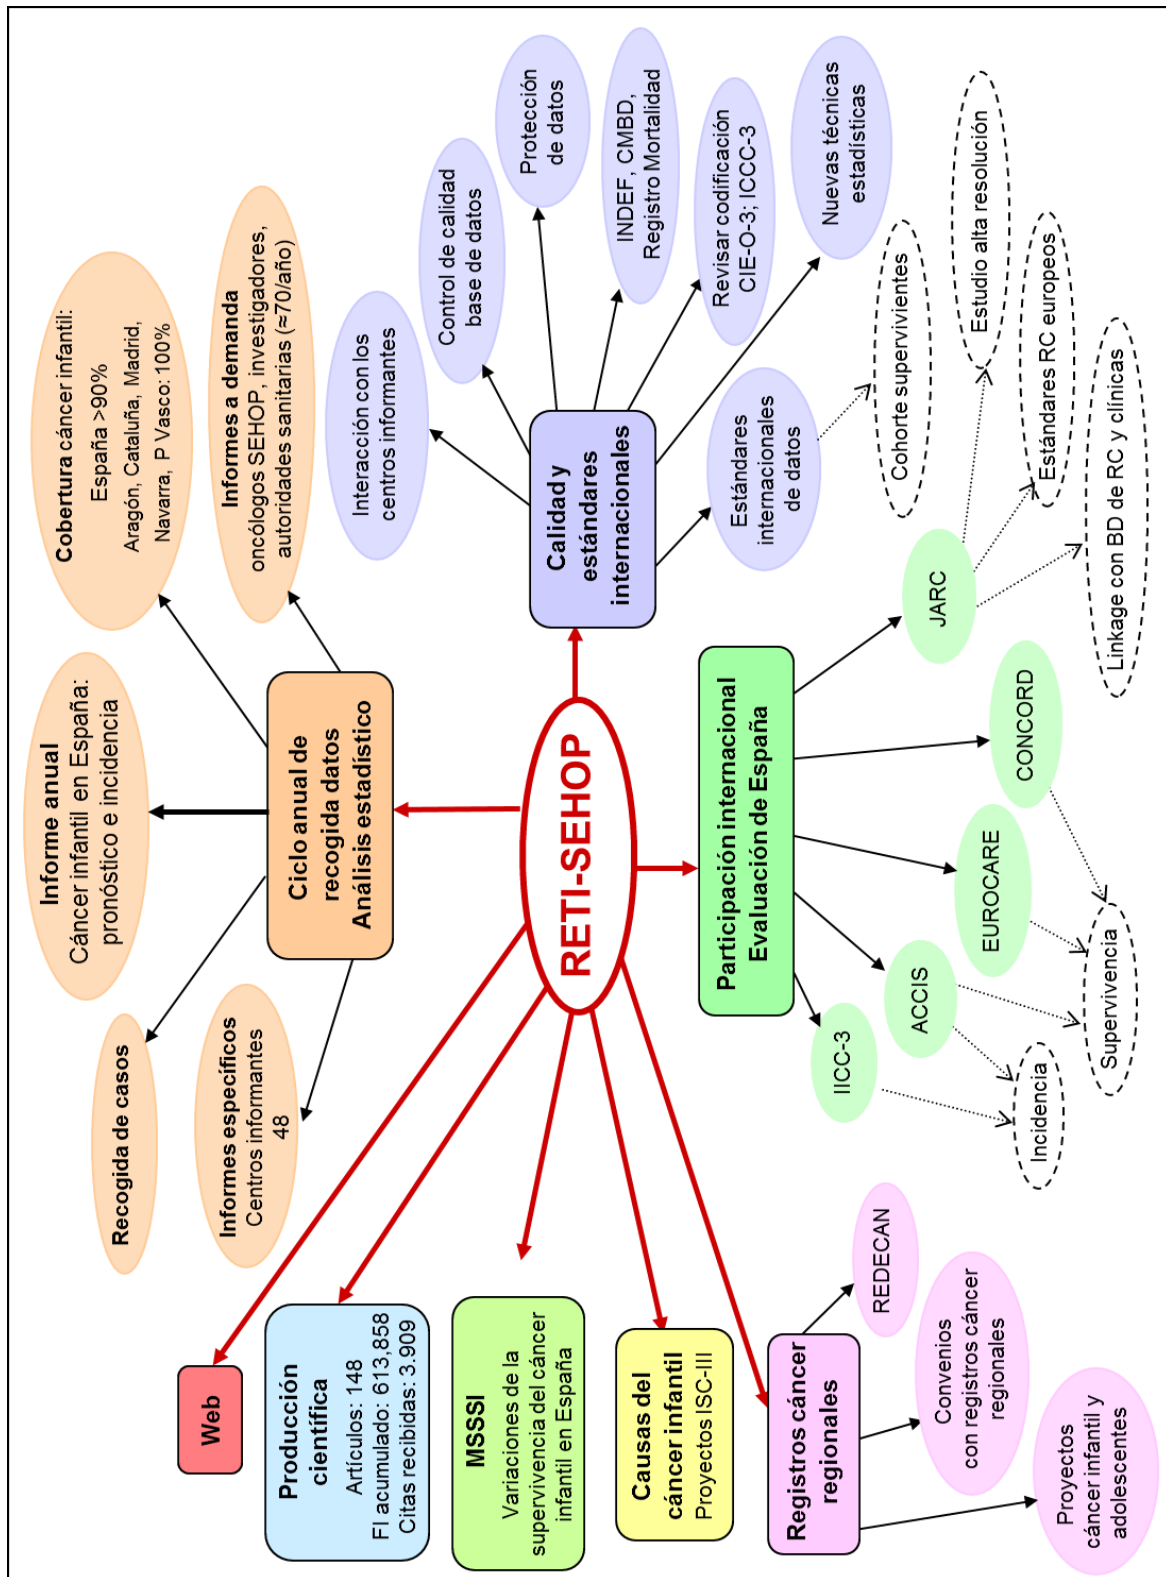 Recogida de casos
Informe anual
Cáncer infantil en España:
pronóstico e incidencia
Cobertura cáncer infantil:
España >90%
Aragón, Cataluña, Madrid,
Navarra, P Vasco: 100%
Informes específicos
Centros informantes
48
Informes a demanda
oncólogos SEHOP, investigadores,
autoridades sanitarias (≈70/año)
Ciclo anual de
recogida datos
Análisis estadístico
Web
Producción
científica
Artículos: 148
FI acumulado: 613,858
Citas recibidas: 3.909
MSSSI
Variaciones de la
supervivencia del cáncer
infantil en España
Causas del
cáncer infantil
Proyectos ISC-III
Registros cáncer
regionales
REDECAN
Convenios
con registros cáncer
regionales
Proyectos
cáncer infantil y
adolescentes
RETI-SEHOP
Calidad y
estándares
internacionales
Interacción con los
centros informantes
Control de calidad
base de datos
Protección
de datos
INDEF, CMBD,
Registro Mortalidad
Revisar codificación
CIE-O-3; ICCC-3
Nuevas técnicas
estadísticas
Estándares
internacionales
de datos
Cohorte supervivientes
Participación internacional
Evaluación de España
IICC-3
ACCIS
EUROCARE
CONCORD
JARC
Incidencia
Supervivencia
Estudio alta resolución
Estándares RC europeos
Linkage con BD de RC y clínicas